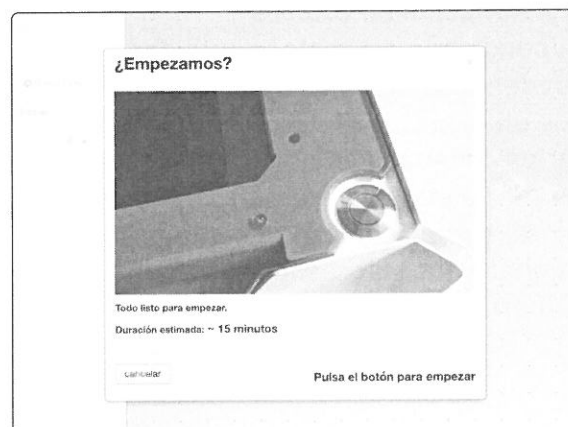 ¿Empezamos?
Todo listo para empezar.
Duración estimada: ~ 15 minutos
cancelar
Pulsa el botón para empezar